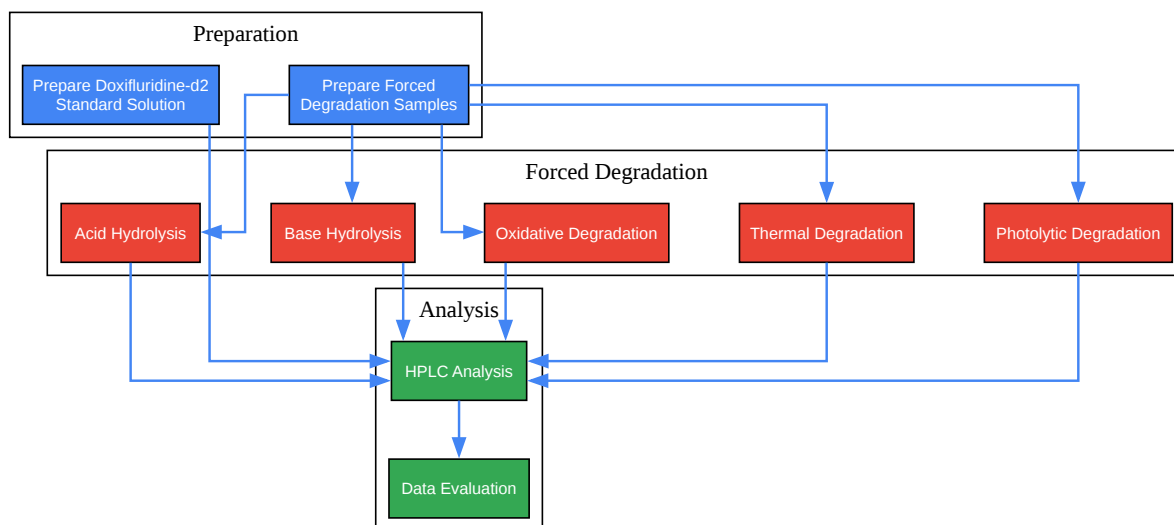 Preparation
Prepare Doxifluridine-d2
Standard Solution
Prepare Forced
Degradation Samples
Forced Degradation
Acid Hydrolysis
Base Hydrolysis
Oxidative Degradation
Thermal Degradation
Photolytic Degradation
Analysis
HPLC Analysis
Data Evaluation